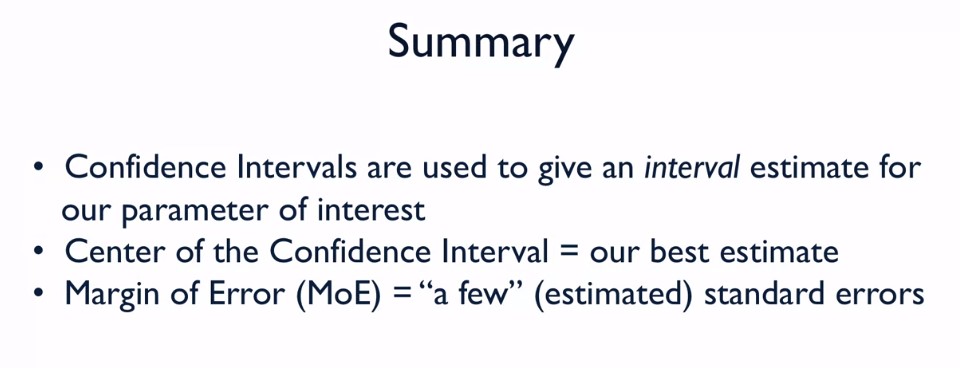 Summary
• Confidence Intervals are used to give an interval estimate for
our parameter of interest
• Center of the Confidence Interval = our best estimate
• Margin of Error (MoE) = “a few” (estimated) standard errors